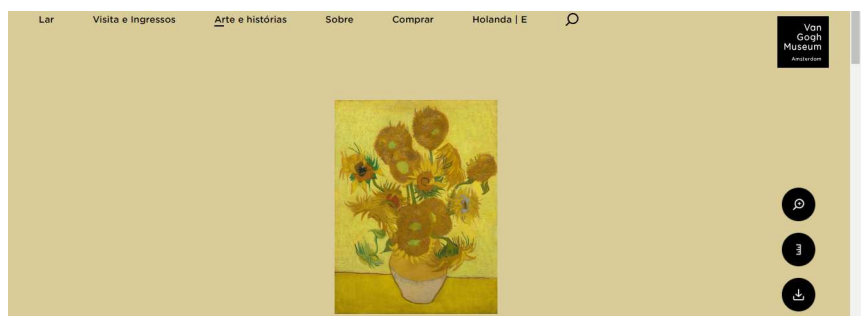 Lar Visita e Ingressos Arte e histórias Sobre Comprar Holanda | E
Van
Gogh
Museum
Amsterdam